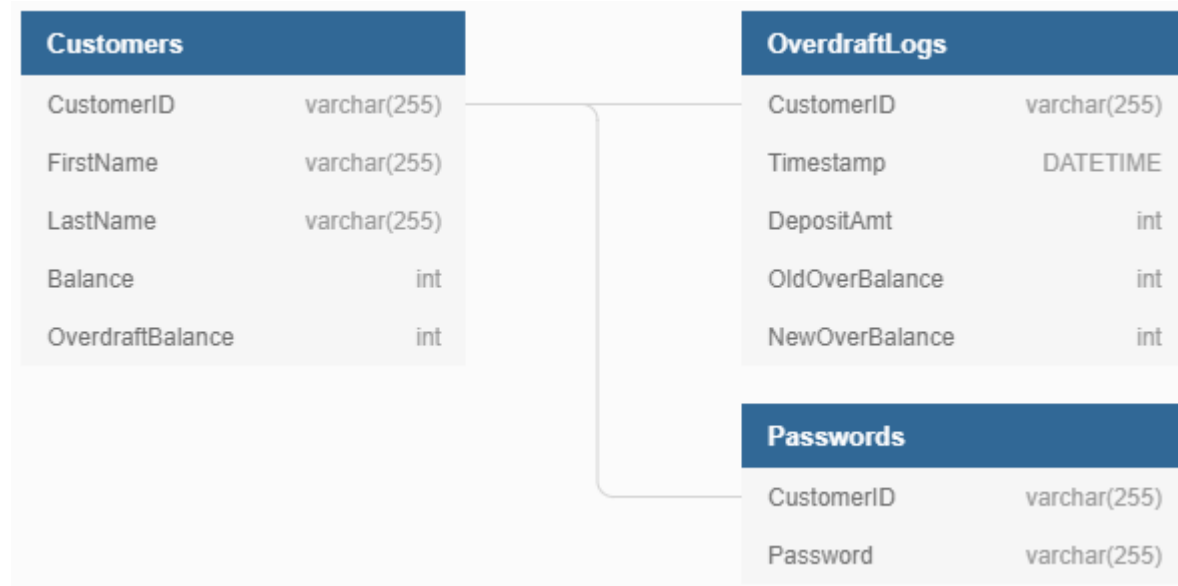 Customers
CustomerID varchar(255)
FirstName varchar(255)
LastName varchar(255)
Balance int
OverdraftBalance int
OverdraftLogs
CustomerID varchar(255)
Timestamp DATETIME
DepositAmt int
OldOverBalance int
NewOverBalance int
Passwords
CustomerID varchar(255)
Password varchar(255)